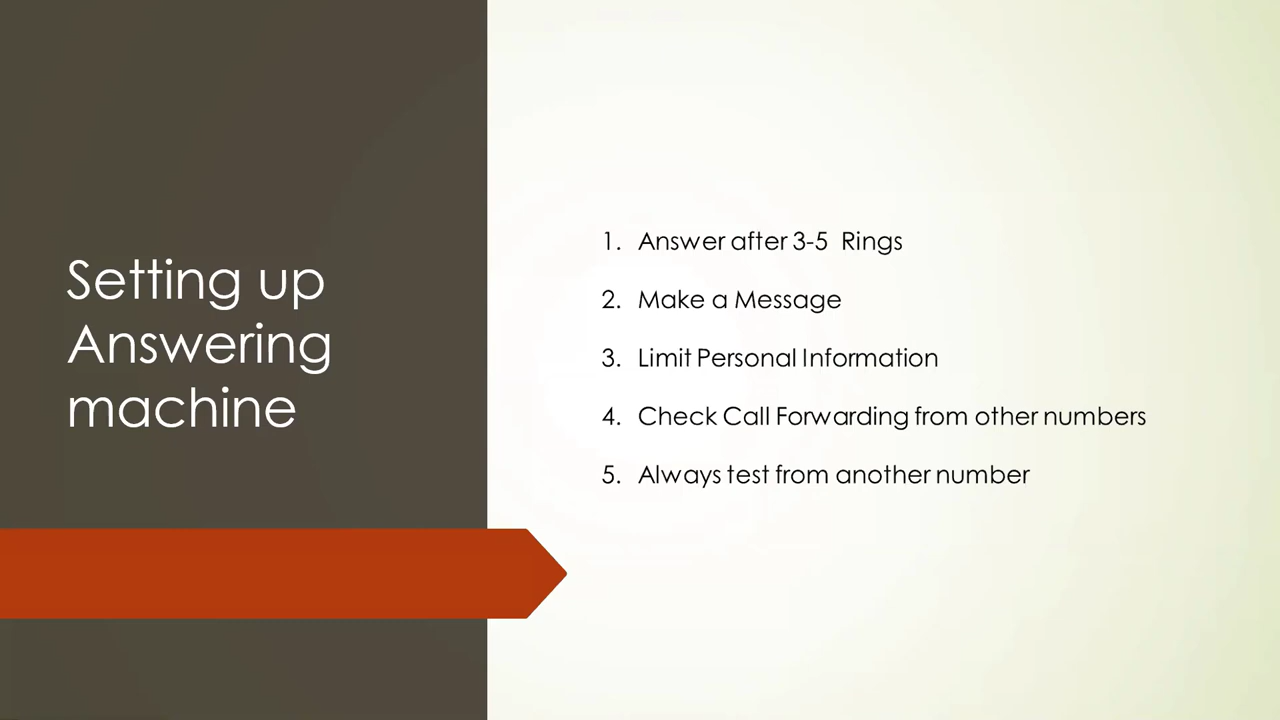 Setting up
Answering
machine
1. Answer after 3-5 Rings
2. Make a Message
3. Limit Personal Information
4. Check Call Forwarding from other numbers
5. Always test from another number